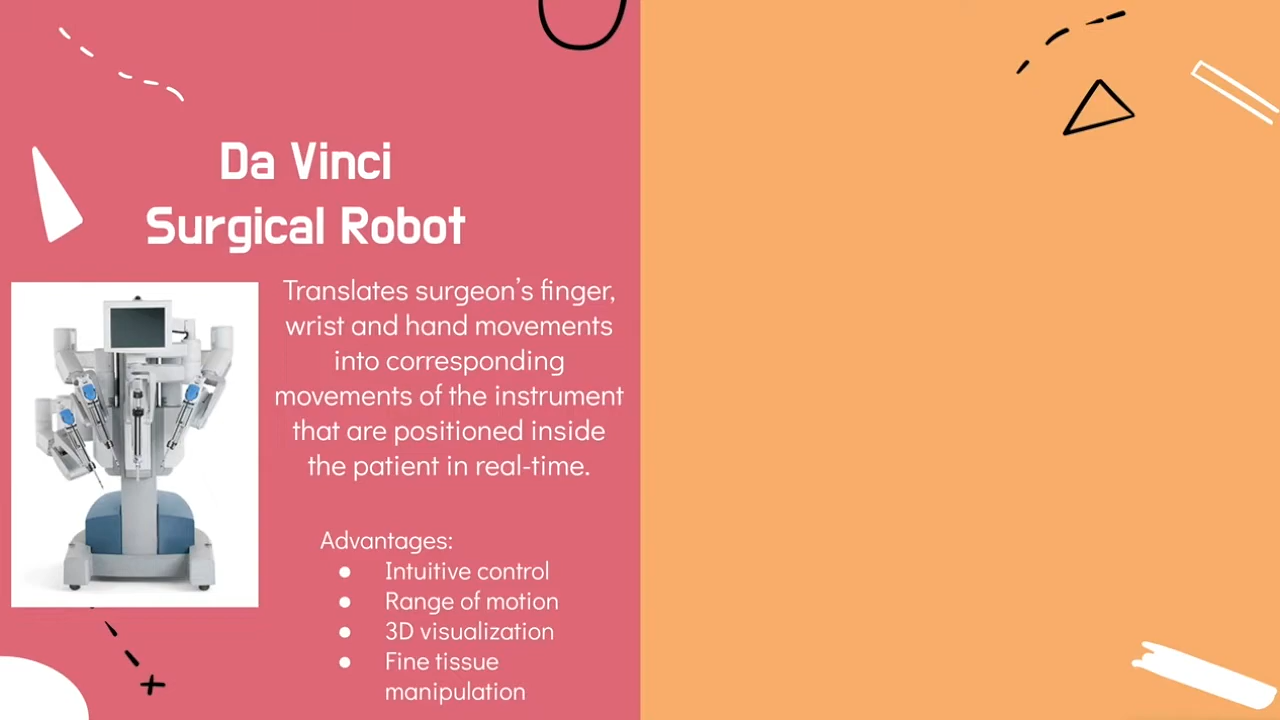 Da Vinci
Surgical Robot
Translates surgeon's finger,
wrist and hand movements
into corresponding
movements of the instrument
that are positioned inside
the patient in real-time.
Advantages:
● Intuitive control
● Range of motion
● 3D visualization
● Fine tissue
manipulation